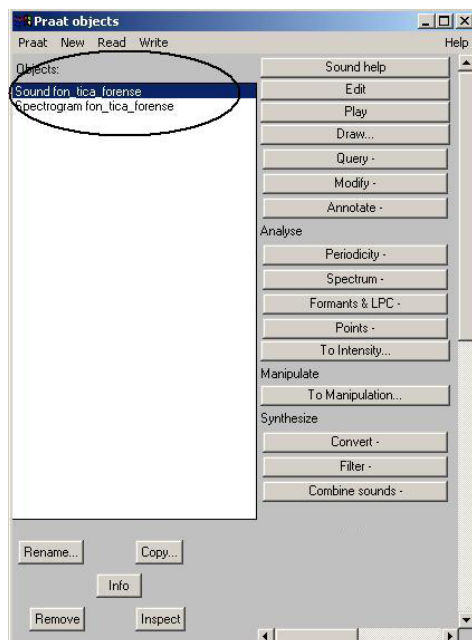 Praat objects
Praat New Read Write Help
Objects:
Sound fon_tica_forense
Spectrogram fon_tica_forense
Sound help
Edit
Play
Draw...
Query -
Modify -
Annotate -
Analyse
Periodicity -
Spectrum -
Formants & LPC -
Points -
To Intensity...
Manipulate
To Manipulation...
Synthesize
Convert -
Filter -
Combine sounds -
Rename... Copy...
Info
Remove Inspect